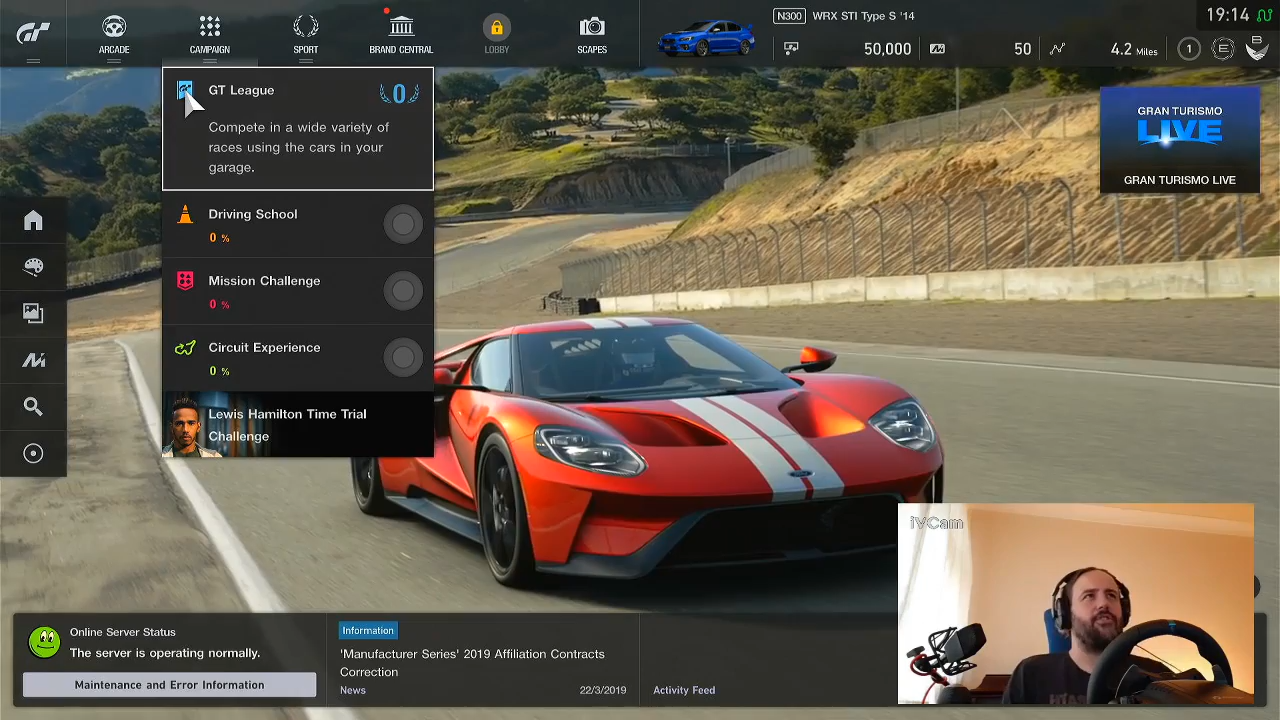 ARCADE
CAMPAIGN
SPORT
BRAND CENTRAL
LOBBY
SCAPES
N300 WRX STI Type S '14
50,000
50
4.2 Miles
1
E
B
19:14
GT League
0
Compete in a wide variety of
races using the cars in your
garage.
Driving School
0 %
Mission Challenge
0 %
Circuit Experience
0 %
Lewis Hamilton Time Trial
Challenge
GRAN TURISMO
LIVE
GRAN TURISMO LIVE
iVCam
Online Server Status
The server is operating normally.
Maintenance and Error Information
Information
'Manufacturer Series' 2019 Affiliation Contracts
Correction
News
22/3/2019
Activity Feed